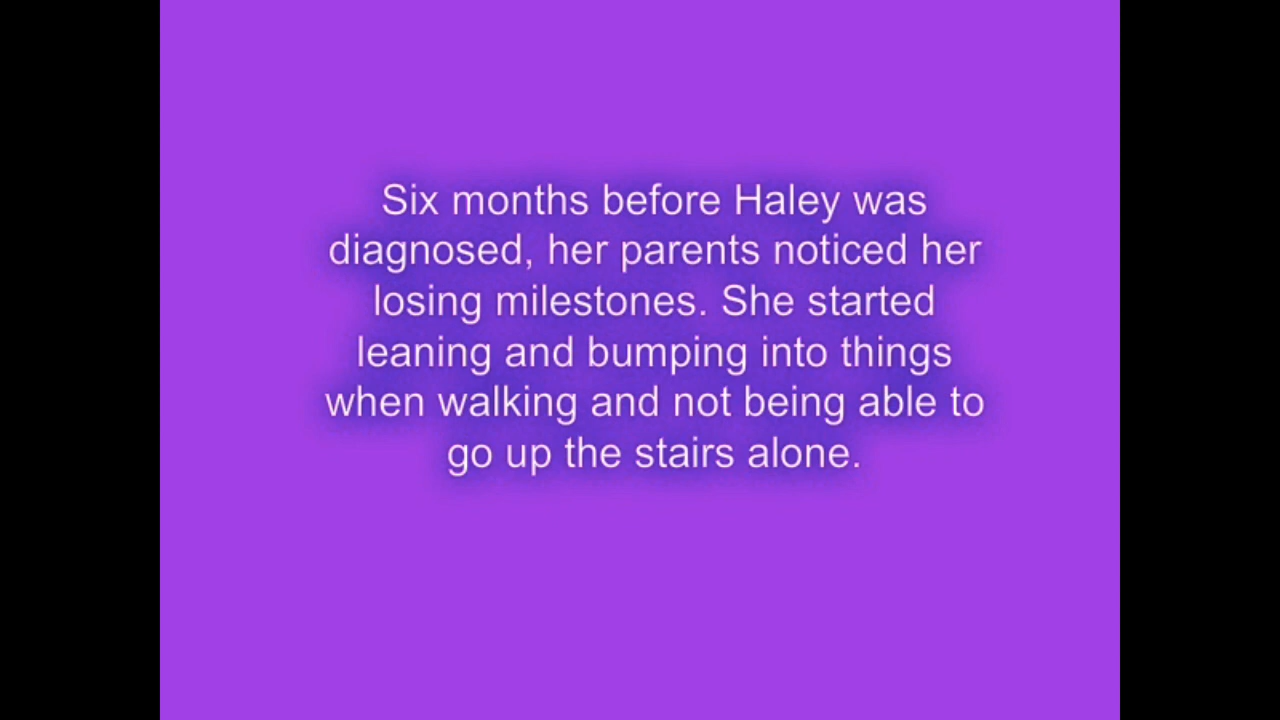 Six months before Haley was
diagnosed, her parents noticed her
losing milestones. She started
leaning and bumping into things
when walking and not being able to
go up the stairs alone.